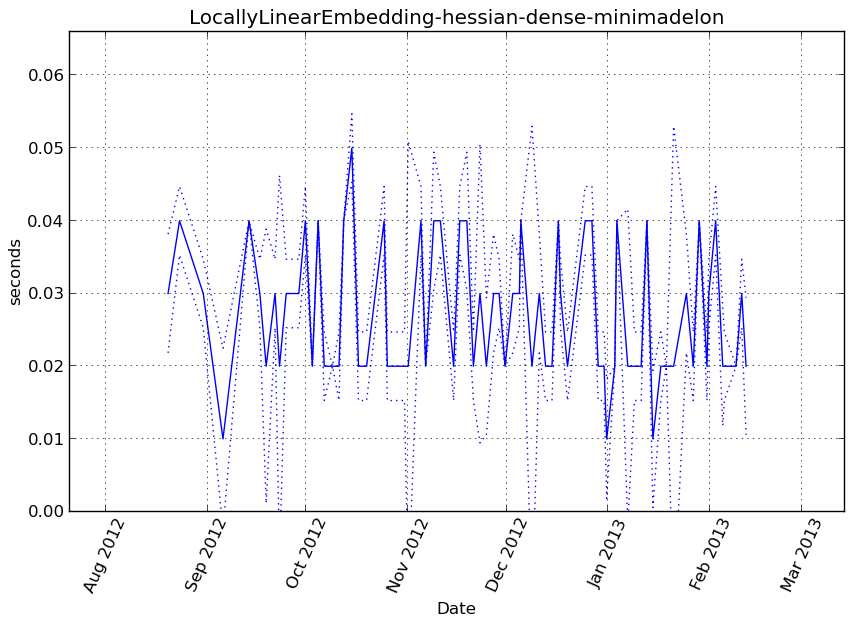 LocallyLinearEmbedding-hessian-dense-minimadelon
0.06
0.05
0.04
0.03
0.02
0.01
0.00
seconds
Aug 2012
Sep 2012
Oct 2012
Nov 2012
Dec 2012
Jan 2013
Feb 2013
Mar 2013
Date